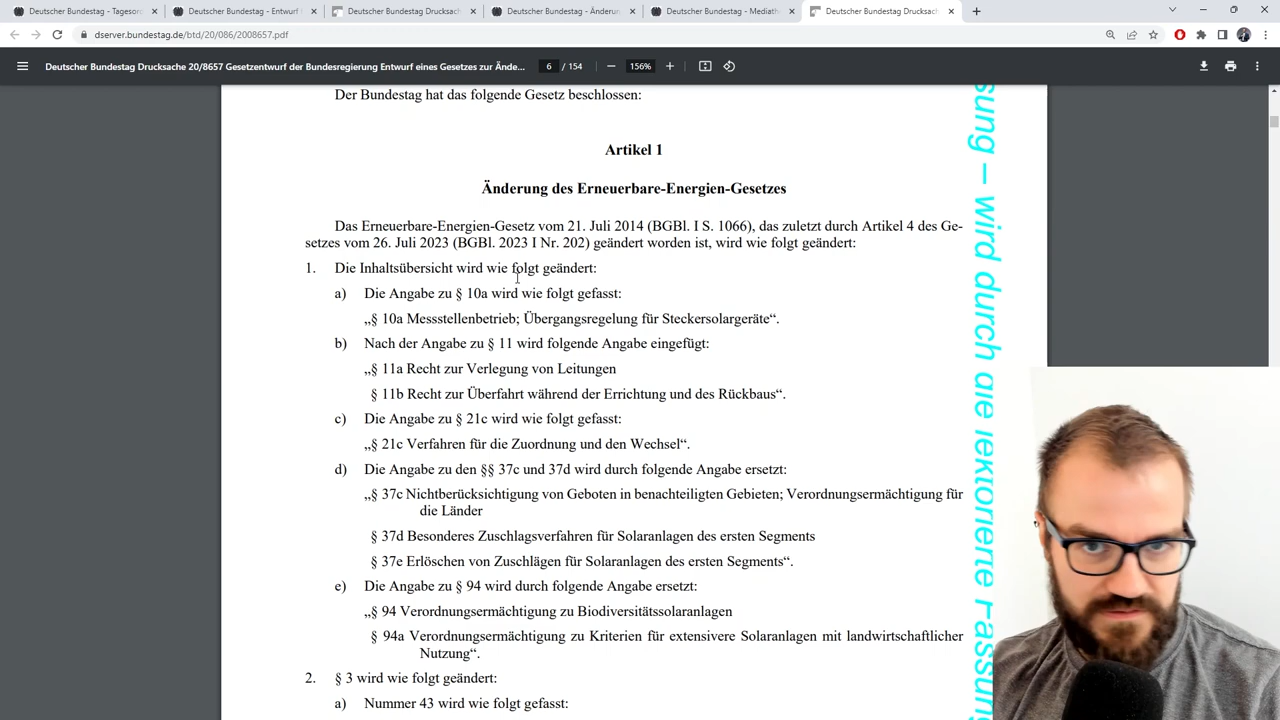 Deutscher Bundestag - Tagesord
Deutscher Bundestag - Entwurf
Deutscher Bundestag Drucksach
Deutscher Bundestag - Änderun
Deutscher Bundestag - Mediath
Deutscher Bundestag Drucksach
dserver.bundestag.de/btd/20/086/2008657.pdf
Deutscher Bundestag Drucksache 20/8657 Gesetzentwurf der Bundesregierung Entwurf eines Gesetzes zur Ände...
6 / 154
156%
Der Bundestag hat das folgende Gesetz beschlossen:
Artikel 1
Änderung des Erneuerbare-Energien-Gesetzes
Das Erneuerbare-Energien-Gesetz vom 21. Juli 2014 (BGBl. I S. 1066), das zuletzt durch Artikel 4 des Ge-
setzes vom 26. Juli 2023 (BGBl. 2023 I Nr. 202) geändert worden ist, wird wie folgt geändert:
1. Die Inhaltsübersicht wird wie folgt geändert:
a) Die Angabe zu § 10a wird wie folgt gefasst:
„§ 10a Messstellenbetrieb; Übergangsregelung für Steckersolargeräte“.
b) Nach der Angabe zu § 11 wird folgende Angabe eingefügt:
„§ 11a Recht zur Verlegung von Leitungen
§ 11b Recht zur Überfahrt während der Errichtung und des Rückbaus“.
c) Die Angabe zu § 21c wird wie folgt gefasst:
„§ 21c Verfahren für die Zuordnung und den Wechsel“.
d) Die Angabe zu den §§ 37c und 37d wird durch folgende Angabe ersetzt:
„§ 37c Nichtberücksichtigung von Geboten in benachteiligten Gebieten; Verordnungsermächtigung für
die Länder
§ 37d Besonderes Zuschlagsverfahren für Solaranlagen des ersten Segments
§ 37e Erlöschen von Zuschlägen für Solaranlagen des ersten Segments“.
e) Die Angabe zu § 94 wird durch folgende Angabe ersetzt:
„§ 94 Verordnungsermächtigung zu Biodiversitätssolaranlagen
§ 94a Verordnungsermächtigung zu Kriterien für extensivere Solaranlagen mit landwirtschaftlicher
Nutzung“.
2. § 3 wird wie folgt geändert:
a) Nummer 43 wird wie folgt gefasst:
sung – wird durch die lektorierte Fassun